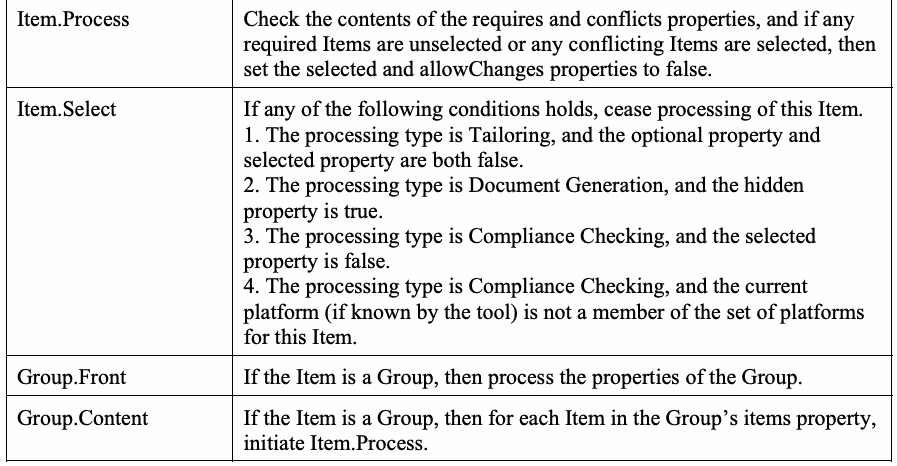 Item.Process
Check the contents of the requires and conflicts properties, and if any
required Items are unselected or any conflicting Items are selected, then
set the selected and allowChanges properties to false.
Item.Select
If any of the following conditions holds, cease processing of this Item.
1. The processing type is Tailoring, and the optional property and
selected property are both false.
2. The processing type is Document Generation, and the hidden
property is true.
3. The processing type is Compliance Checking, and the selected
property is false.
4. The processing type is Compliance Checking, and the current
platform (if known by the tool) is not a member of the set of platforms
for this Item.
Group.Front
If the Item is a Group, then process the properties of the Group.
Group.Content
If the Item is a Group, then for each Item in the Group’s items property,
initiate Item.Process.